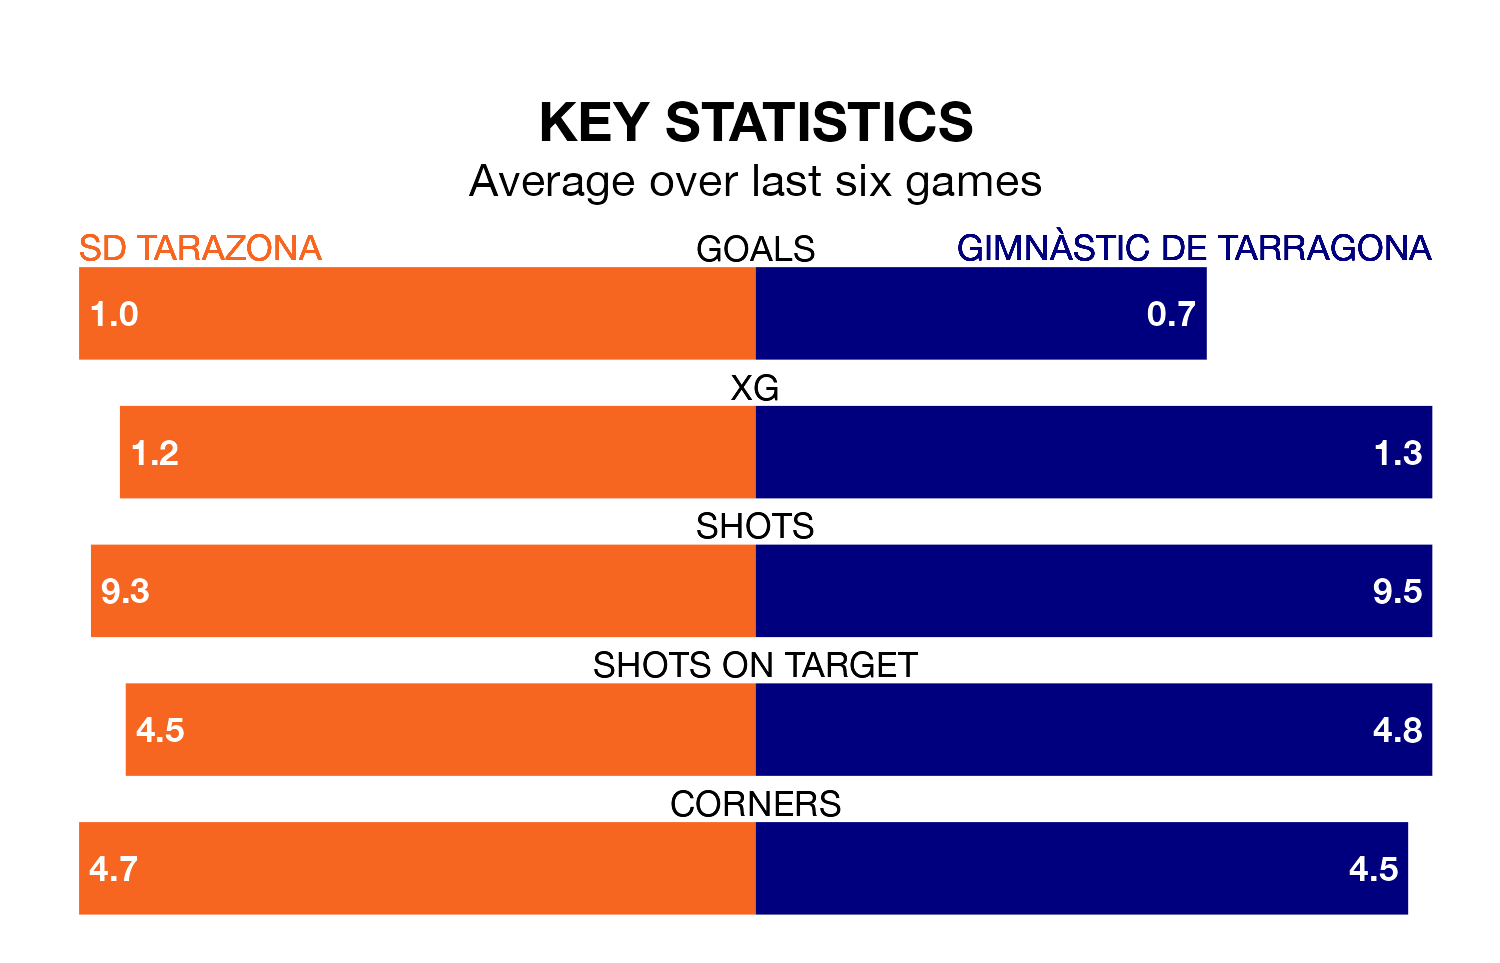 KEY STATISTICS
Average over last six games
SD TARAZONA GOALS GIMNÀSTIC DE TARRAGONA
1.0 0.7
XG
1.2 1.3
SHOTS
9.3 9.5
SHOTS ON TARGET
4.5 4.8
CORNERS
4.7 4.5